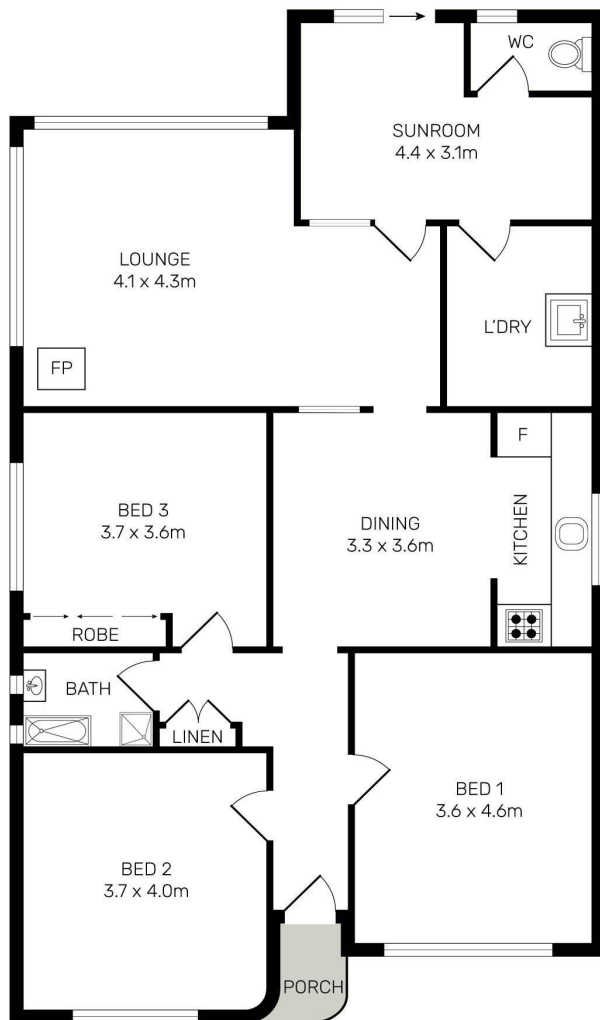 WC
SUNROOM
4.4 x 3.1m
LOUNGE
4.1 x 4.3m
L'DRY
FP
F
BED 3
3.7 x 3.6m
DINING
3.3 x 3.6m
KITCHEN
ROBE
BATH
LINEN
BED 1
3.6 x 4.6m
BED 2
3.7 x 4.0m
PORCH